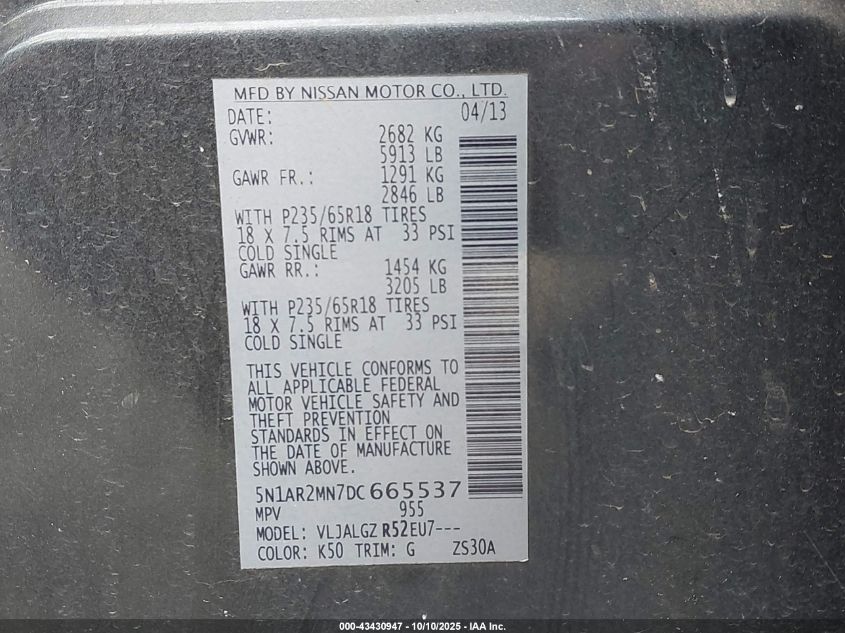 MFD BY NISSAN MOTOR CO., LTD.
DATE: 04/13
GVWR: 2682 KG
5913 LB
GAWR FR.: 1291 KG
2846 LB
WITH P235/65R18 TIRES
18 X 7.5 RIMS AT 33 PSI
COLD SINGLE
GAWR RR.: 1454 KG
3205 LB
WITH P235/65R18 TIRES
18 X 7.5 RIMS AT 33 PSI
COLD SINGLE
THIS VEHICLE CONFORMS TO
ALL APPLICABLE FEDERAL
MOTOR VEHICLE SAFETY AND
THEFT PREVENTION
STANDARDS IN EFFECT ON
THE DATE OF MANUFACTURE
SHOWN ABOVE.
5N1AR2MN7DC665537
MPV 955
MODEL: VLJALGZ R52EU7---
COLOR: K50 TRIM: G ZS30A
000-43430947 - 10/10/2025 - IAA Inc.